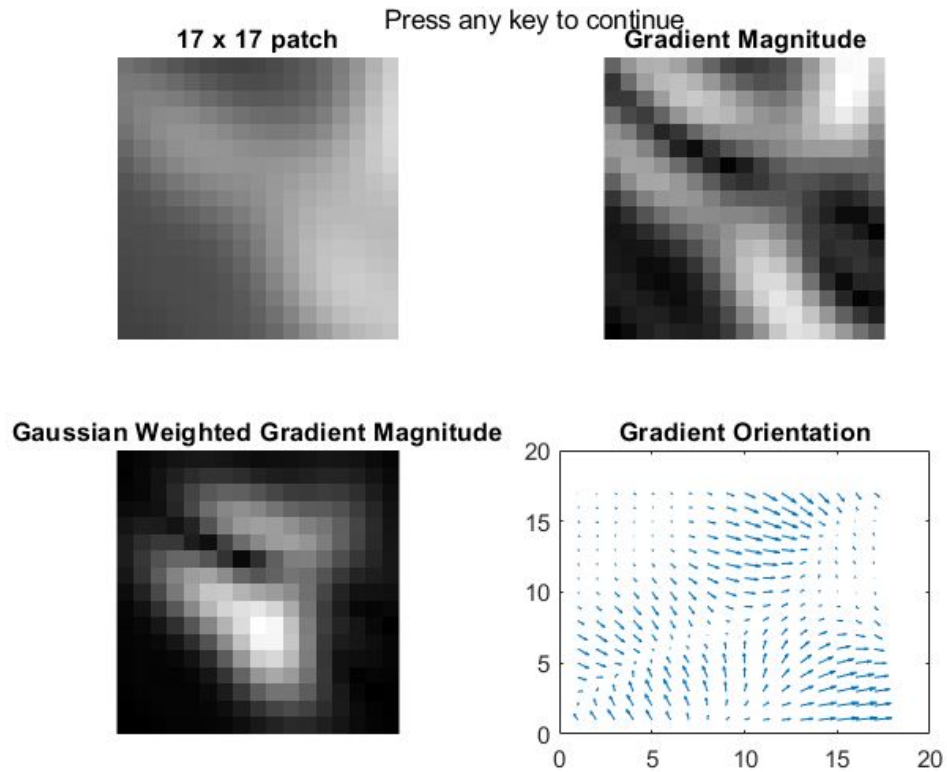 Press any key to continue
17 x 17 patch
Gradient Magnitude
Gaussian Weighted Gradient Magnitude
Gradient Orientation
20
15
10
5
0
0 5 10 15 20